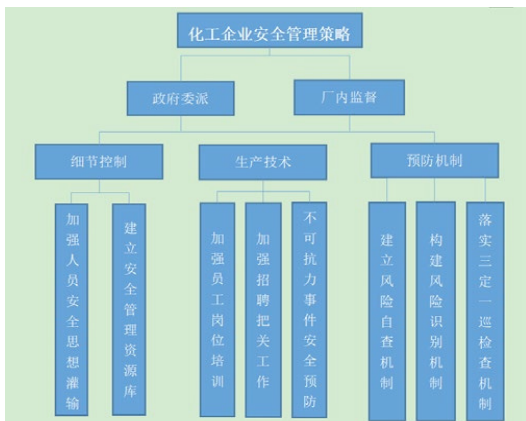 化工企业安全管理策略
政府委派
厂内监督
细节控制
生产技术
预防机制
加强人员安全思想灌输
建立安全管理资源库
加强员工岗位培训
加强招聘把关工作
不可抗力事件安全预防
建立风险自查机制
构建风险识别机制
落实三定一巡检查机制